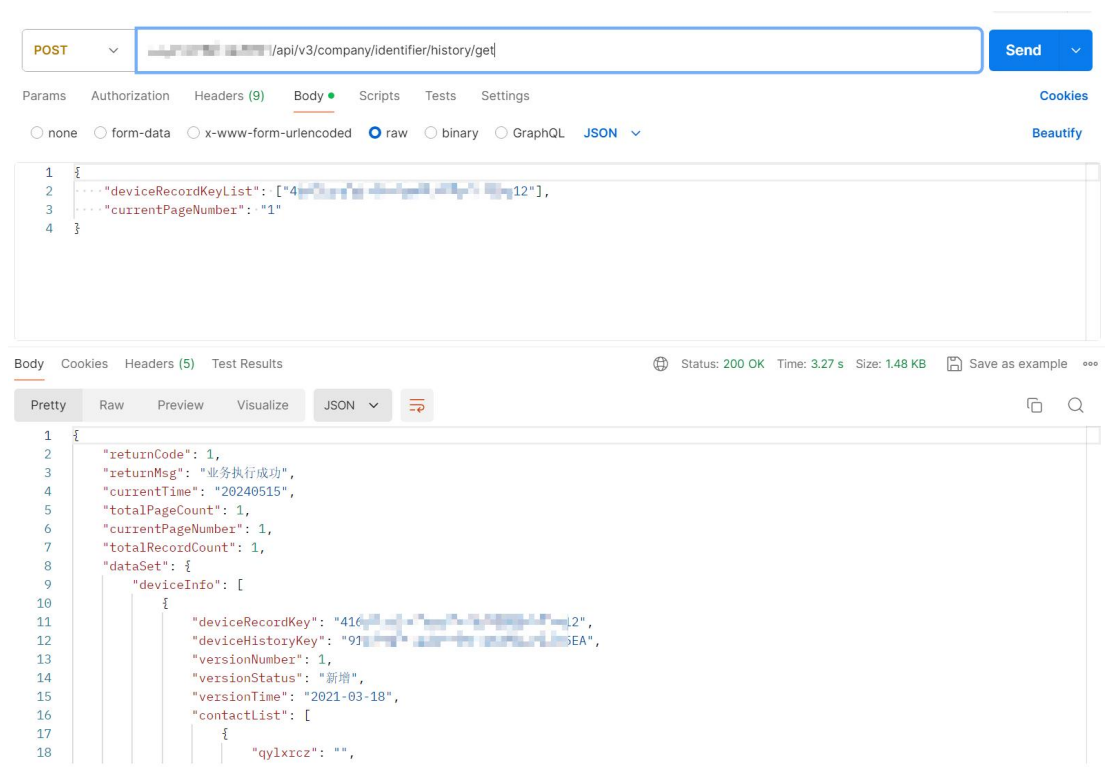 POST /api/v3/company/identifier/history/get Send
Params Authorization Headers (9) Body Scripts Tests Settings Cookies
none form-data x-www-form-urlencoded raw binary GraphQL JSON Beautify
1 {
2 "deviceRecordKeyList": ["4 12"],
3 "currentPageNumber": "1"
4 }
Body Cookies Headers (5) Test Results Status: 200 OK Time: 3.27 s Size: 1.48 KB Save as example
Pretty Raw Preview Visualize JSON
1 {
2 "returnCode": 1,
3 "returnMsg": "业务执行成功",
4 "currentTime": "20240515",
5 "totalPageCount": 1,
6 "currentPageNumber": 1,
7 "totalRecordCount": 1,
8 "dataSet": {
9 "deviceInfo": [
10 {
11 "deviceRecordKey": "416 12",
12 "deviceHistoryKey": "91 5EA",
13 "versionNumber": 1,
14 "versionStatus": "新增",
15 "versionTime": "2021-03-18",
16 "contactList": [
17 {
18 "qylxrcz": "",